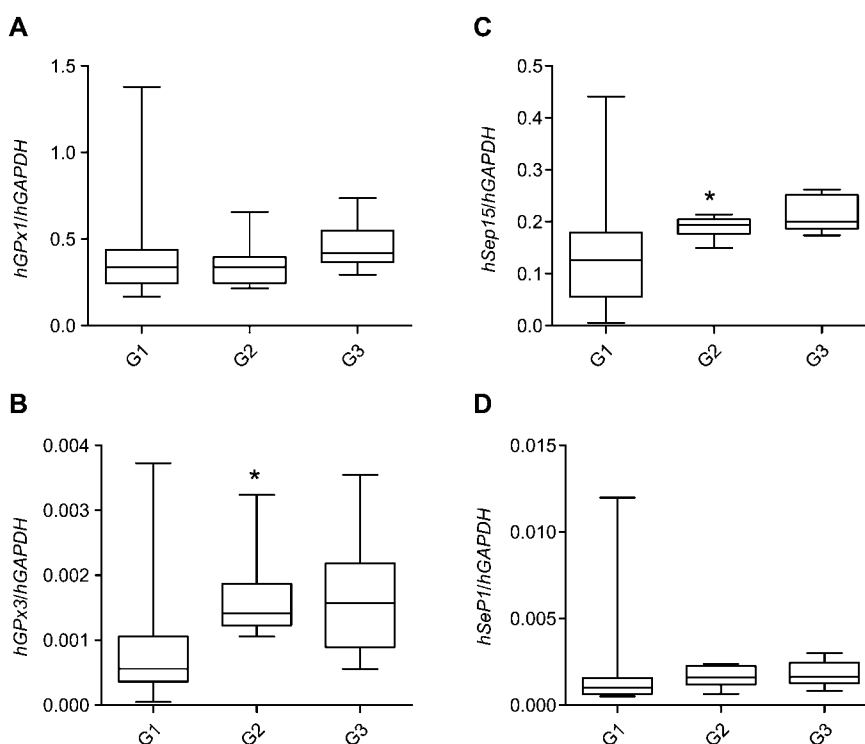 A
hGPx1/hGAPDH
1.5
1.0
0.5
0.0
G1
G2
G3
B
hGPx3/hGAPDH
0.004
*
0.003
0.002
0.001
0.000
G1
G2
G3
C
hSep15/hGAPDH
0.5
0.4
0.3
*
0.2
0.1
0.0
G1
G2
G3
D
hSeP1/hGAPDH
0.015
0.010
0.005
0.000
G1
G2
G3